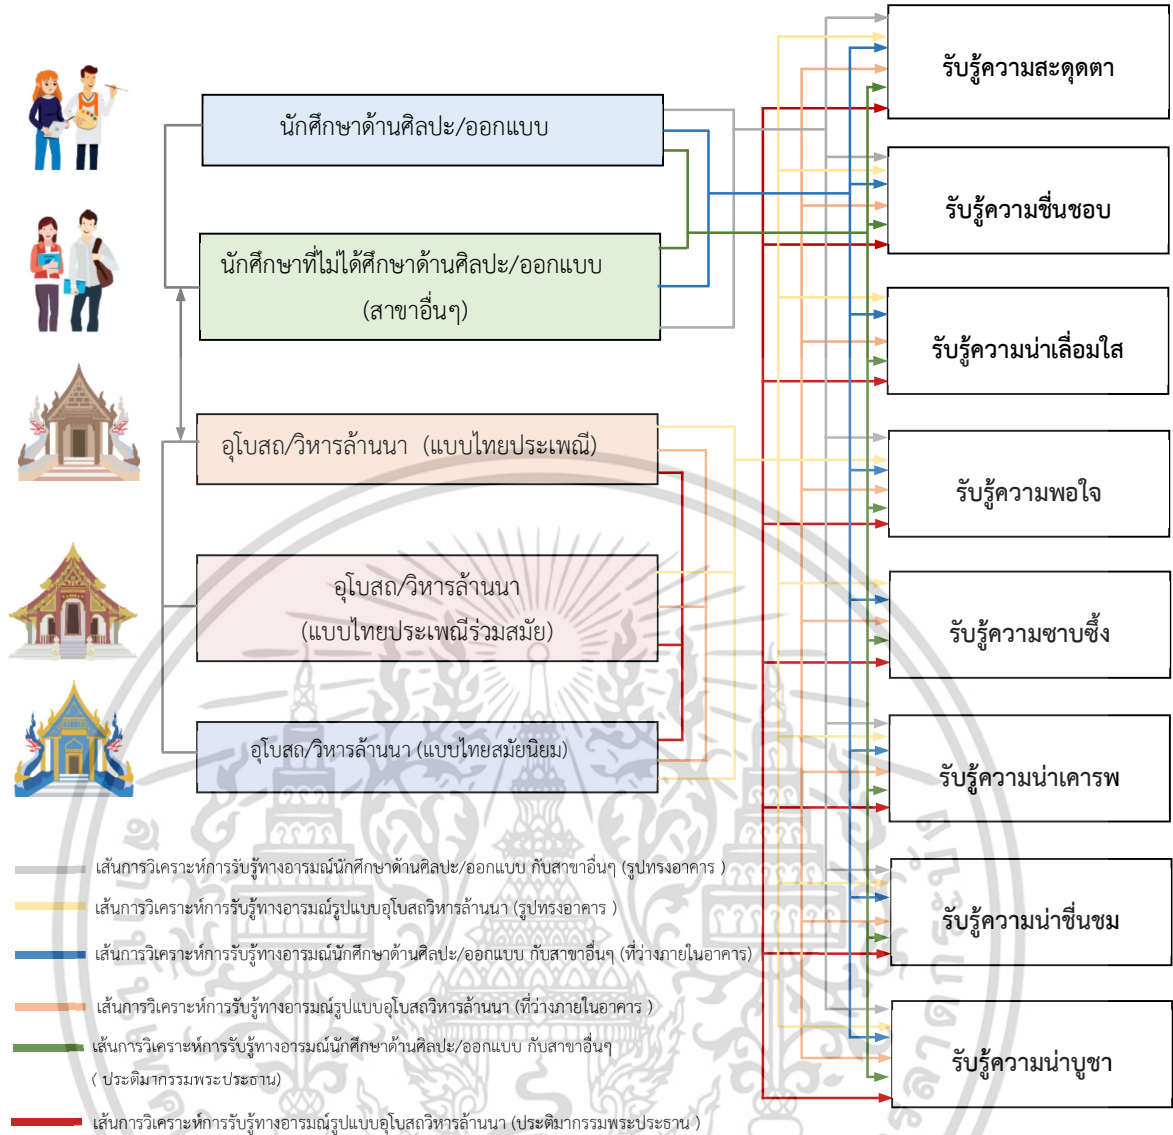 นักศึกษาด้านศิลปะ/ออกแบบ
นักศึกษาที่ไม่ได้ศึกษาด้านศิลปะ/ออกแบบ
(สาขาอื่นๆ)
อุโบสถ/วิหารล้านนา (แบบไทยประเพณี)
อุโบสถ/วิหารล้านนา
(แบบไทยประเพณีร่วมสมัย)
อุโบสถ/วิหารล้านนา (แบบไทยสมัยนิยม)
รับรู้ความสะดุดตา
รับรู้ความชื่นชอบ
รับรู้ความน่าเลื่อมใส
รับรู้ความพอใจ
รับรู้ความซาบซึ้ง
รับรู้ความน่าเคารพ
รับรู้ความน่าชื่นชม
รับรู้ความน่าบูชา
เส้นการวิเคราะห์การรับรู้ทางอารมณ์นักศึกษาด้านศิลปะ/ออกแบบ กับสาขาอื่นๆ (รูปทรงอาคาร )
เส้นการวิเคราะห์การรับรู้ทางอารมณ์รูปแบบอุโบสถวิหารล้านนา (รูปทรงอาคาร )
เส้นการวิเคราะห์การรับรู้ทางอารมณ์นักศึกษาด้านศิลปะ/ออกแบบ กับสาขาอื่นๆ (ที่ว่างภายในอาคาร)
เส้นการวิเคราะห์การรับรู้ทางอารมณ์รูปแบบอุโบสถวิหารล้านนา (ที่ว่างภายในอาคาร )
เส้นการวิเคราะห์การรับรู้ทางอารมณ์นักศึกษาด้านศิลปะ/ออกแบบ กับสาขาอื่นๆ
( ประติมากรรมพระประธาน)
เส้นการวิเคราะห์การรับรู้ทางอารมณ์รูปแบบอุโบสถวิหารล้านนา (ประติมากรรมพระประธาน )